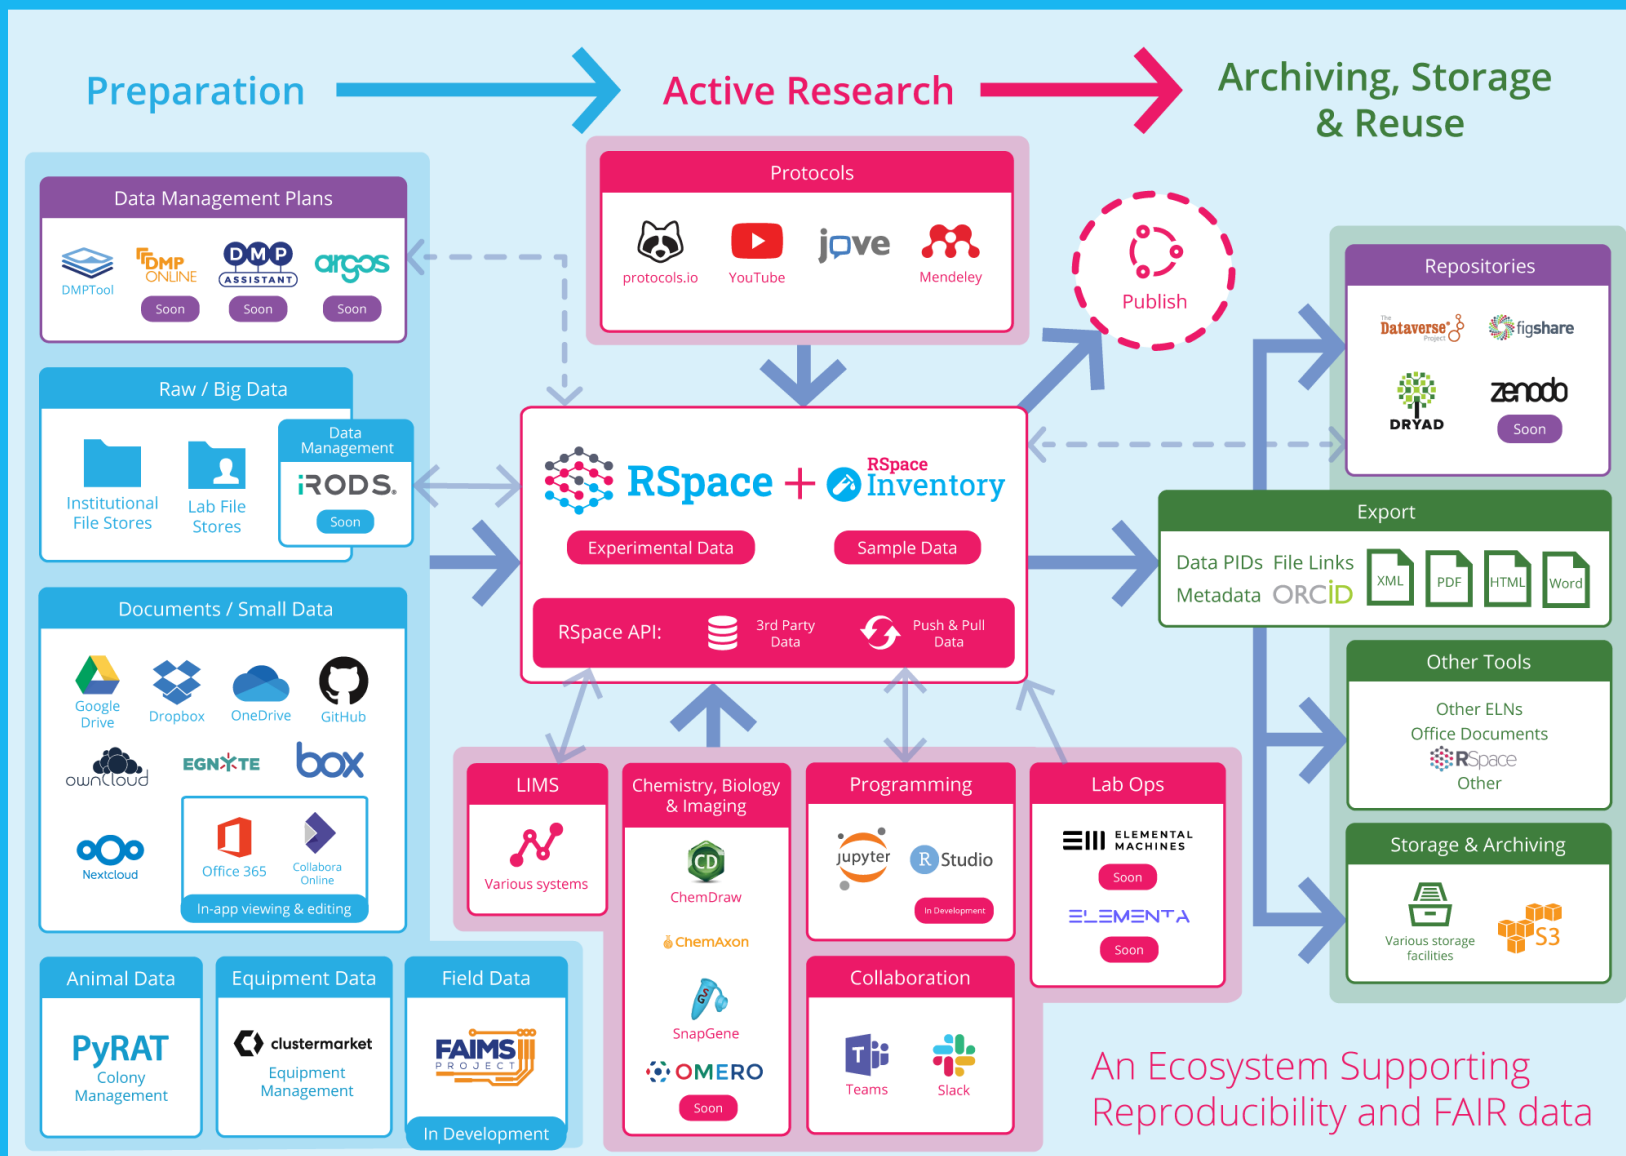 Preparation
Active Research
Archiving, Storage
& Reuse
Data Management Plans
DMPTool
DMP
ONLINE
Soon
DMP
ASSISTANT
Soon
argos
Soon
Raw / Big Data
Institutional
File Stores
Lab File
Stores
Data
Management
iRODS.
Soon
Documents / Small Data
Google
Drive
Dropbox
OneDrive
GitHub
ownCloud
EGNYTE
box
Nextcloud
Office 365
Collabora
Online
In-app viewing & editing
Animal Data
PyRAT
Colony
Management
Equipment Data
clustermarket
Equipment
Management
Field Data
FAIMS
PROJECT
In Development
Protocols
protocols.io
YouTube
jove
Mendeley
Publish
RSpace + RSpace
Inventory
Experimental Data
Sample Data
RSpace API:
3rd Party
Data
Push & Pull
Data
LIMS
Various systems
Chemistry, Biology
& Imaging
CD
ChemDraw
ChemAxon
SG
SnapGene
OMERO
Soon
Programming
jupyter
R Studio
In Development
Collaboration
T
Teams
Slack
Lab Ops
ELEMENTAL
MACHINES
Soon
ELEMENTA
Soon
Repositories
The
Dataverse®
Project
figshare
DRYAD
zenodo
Soon
Export
Data PIDs File Links
Metadata ORCID
XML
PDF
HTML
Word
Other Tools
Other ELNs
Office Documents
RSpace
Other
Storage & Archiving
Various storage
facilities
S3
An Ecosystem Supporting
Reproducibility and FAIR data